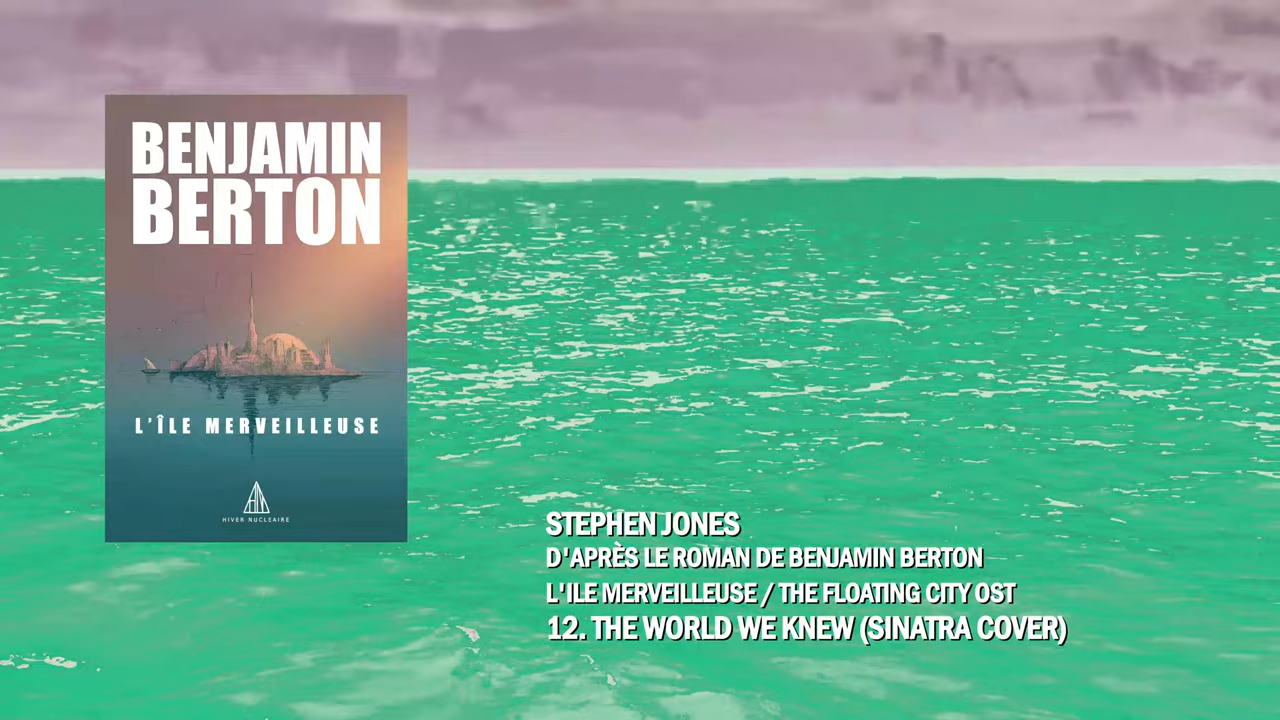 BENJAMIN
BERTON
L'ÎLE MERVEILLEUSE
HIVER NUCLEAIRE
STEPHEN JONES
D'APRÈS LE ROMAN DE BENJAMIN BERTON
L'ILE MERVEILLEUSE / THE FLOATING CITY OST
12. THE WORLD WE KNEW (SINATRA COVER)